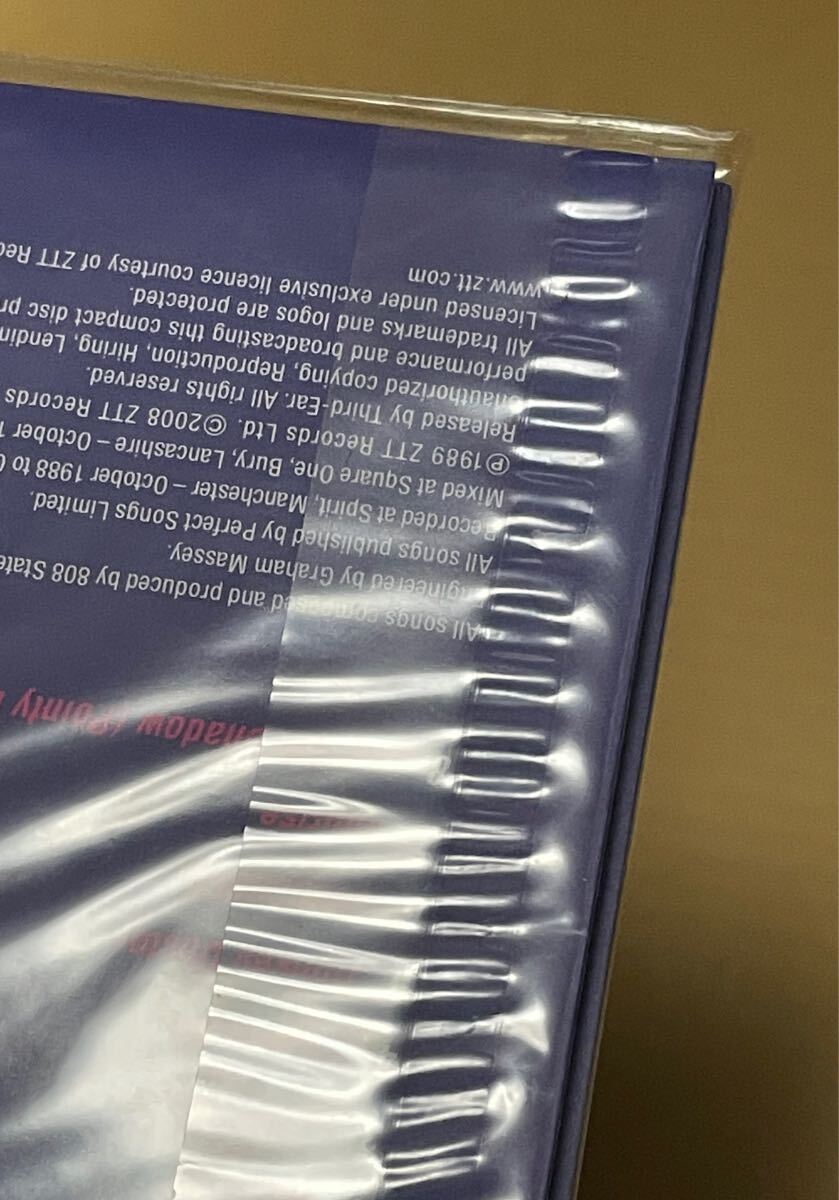 All songs composed and produced by 808 State
Engineered by Graham Massey.
All songs published by Perfect Songs Limited.
Recorded at Spirit, Manchester – October 1988 to
Mixed at Square One, Bury, Lancashire – October
℗1989 ZTT Records Ltd. ©2008 ZTT Records
Released by Third-Ear. All rights reserved.
Unauthorized copying, Reproduction, Hiring, Lendin
performance and broadcasting this compact disc pr
All trademarks and logos are protected.
Licensed under exclusive licence courtesy of ZTT Rec
www.ztt.com
Shadow (Pointy